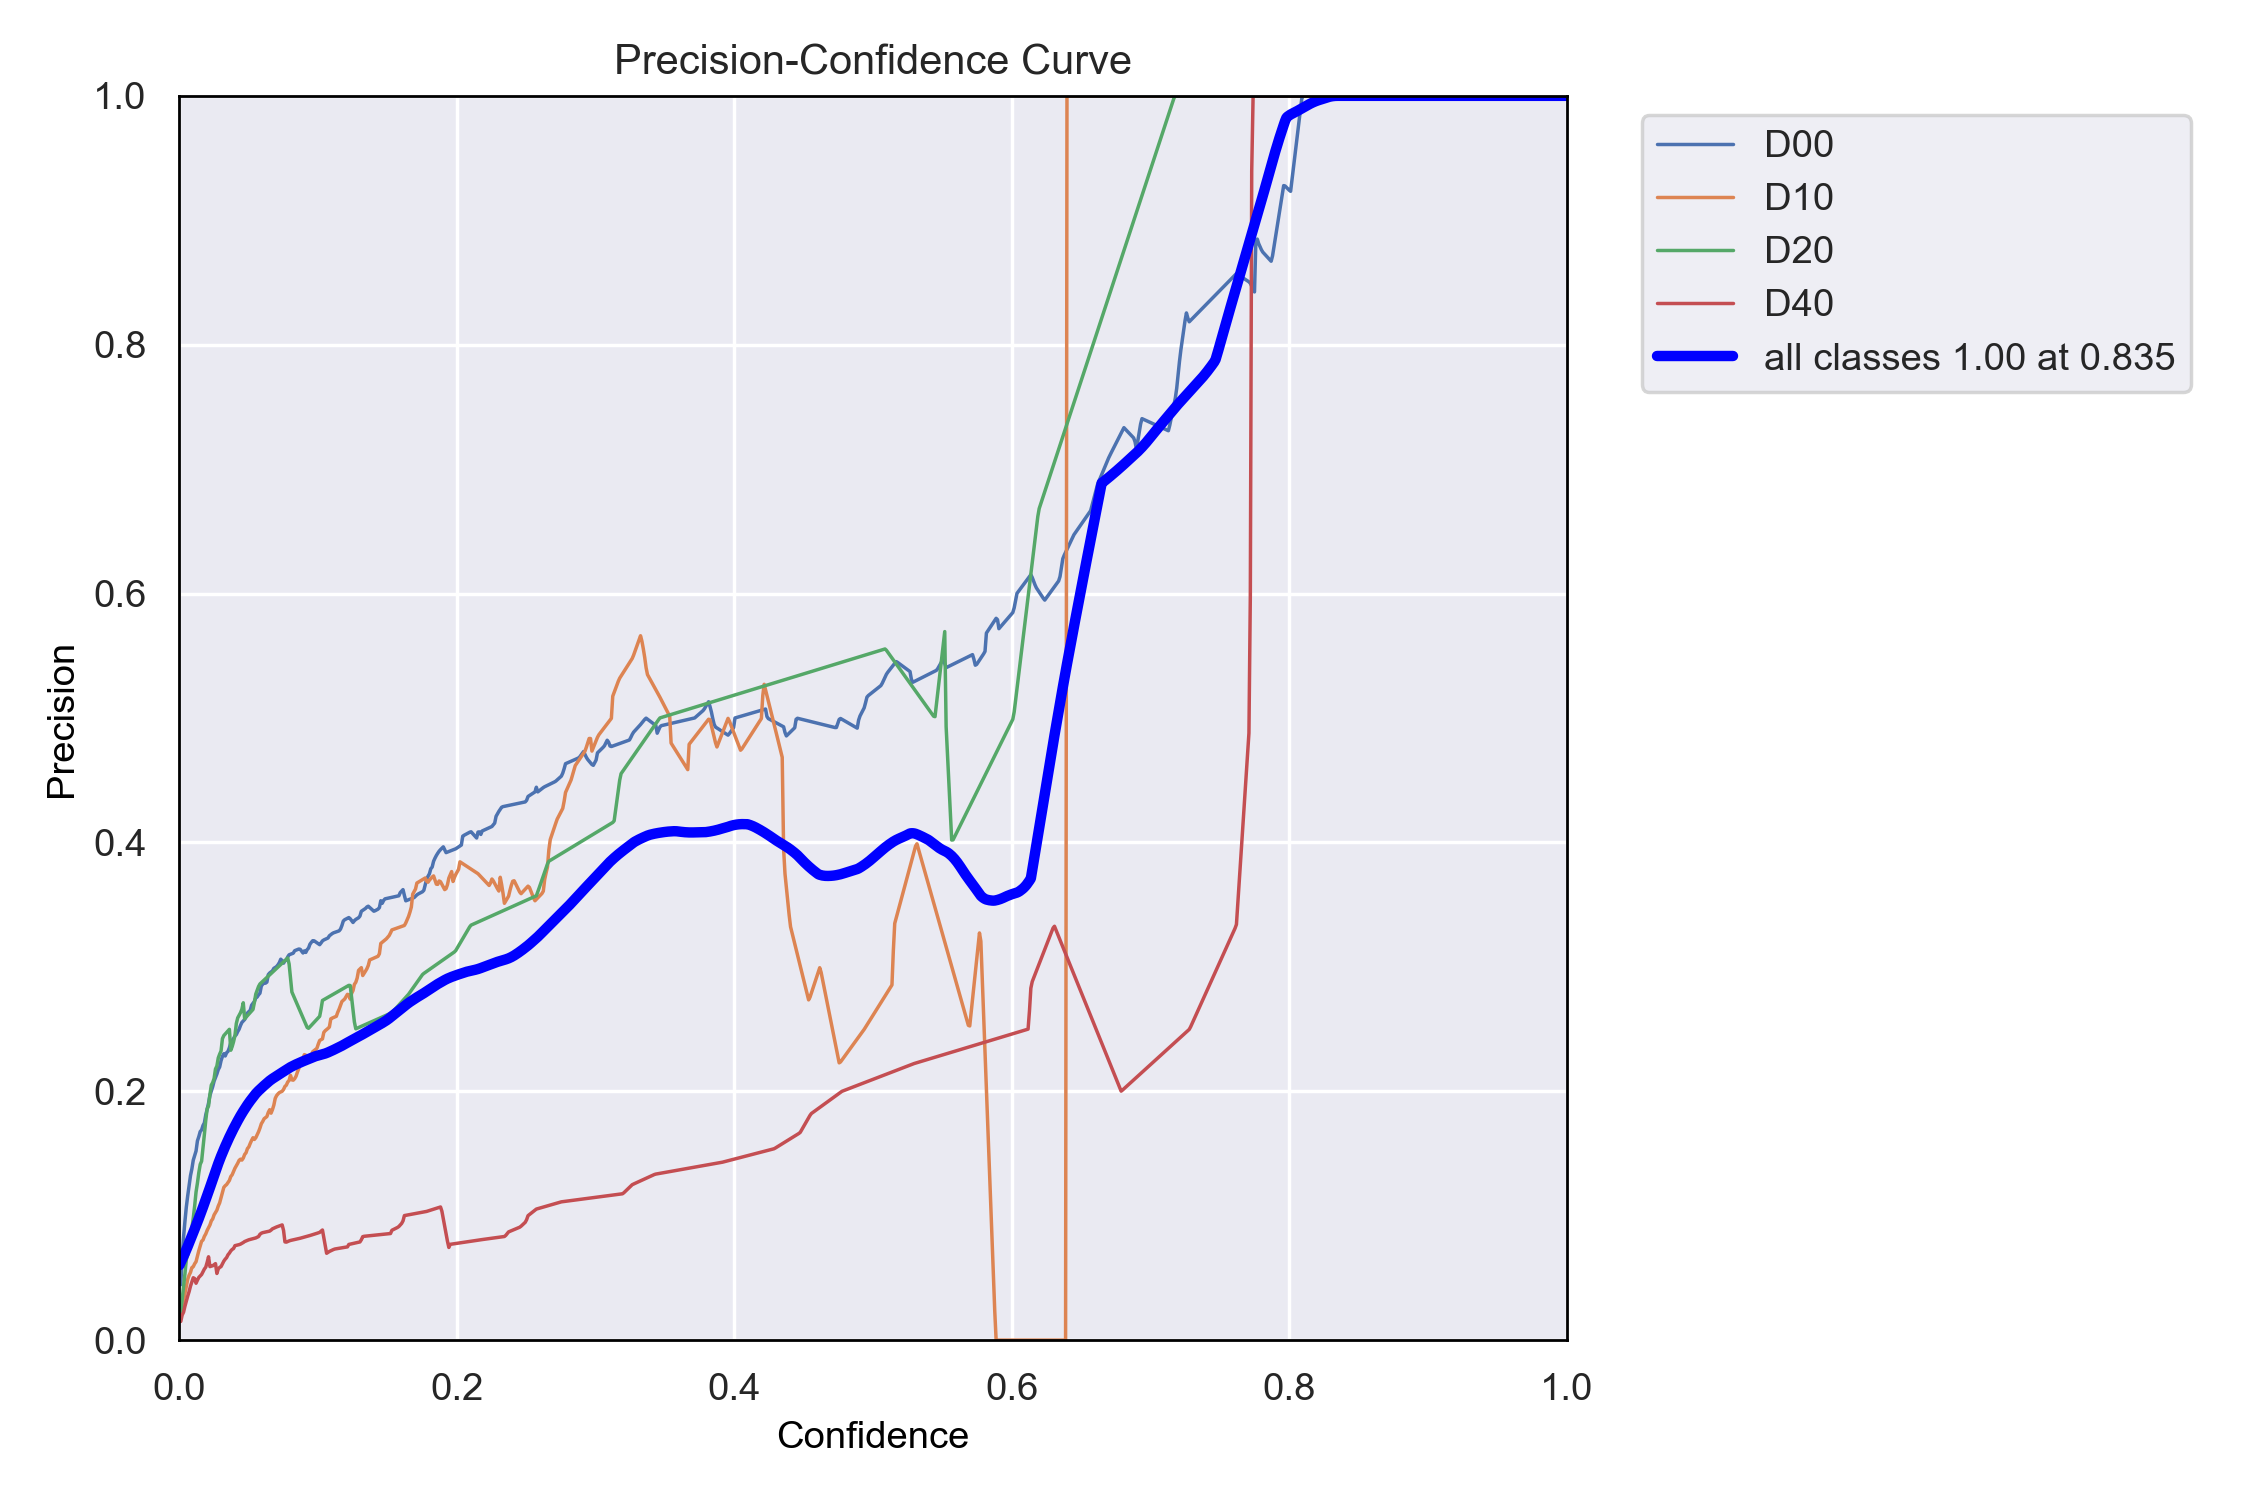 Precision-Confidence Curve
1.0
0.8
0.6
0.4
0.2
0.0
Precision
0.0 0.2 0.4 0.6 0.8 1.0
Confidence
D00
D10
D20
D40
all classes 1.00 at 0.835